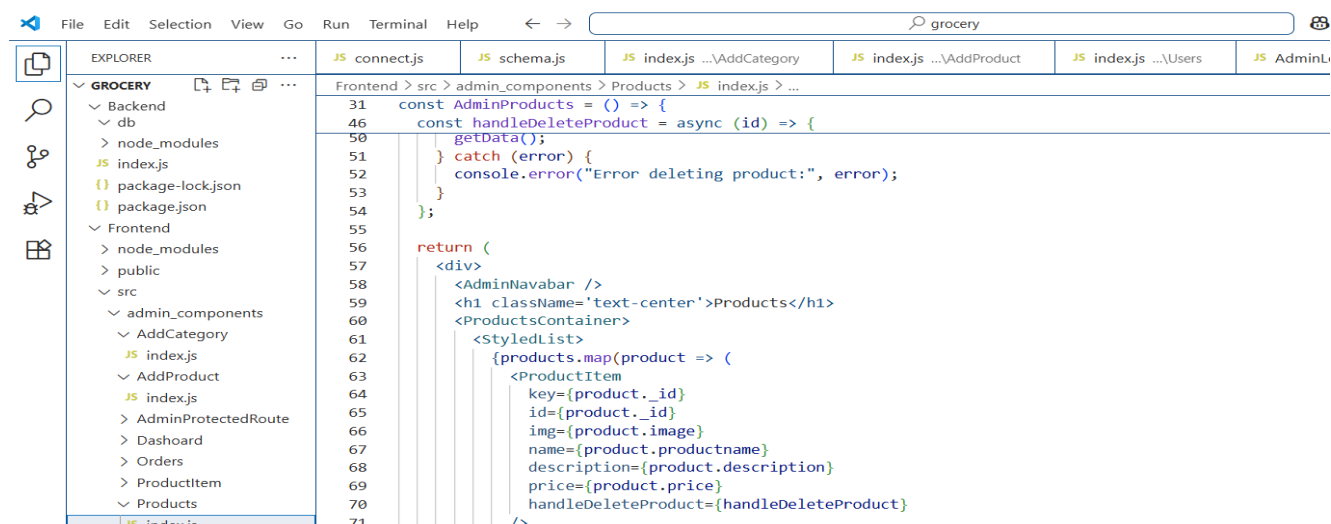 File Edit Selection View Go Run Terminal Help ← → grocery
EXPLORER ...
GROCERY ...
Backend
db
node_modules
JS index.js
{} package-lock.json
{} package.json
Frontend
node_modules
public
src
admin_components
AddCategory
JS index.js
AddProduct
JS index.js
AdminProtectedRoute
Dashoard
Orders
ProductItem
Products
JS index.js
JS connect.js JS schema.js JS index.js ...\AddCategory JS index.js ...\AddProduct JS index.js ...\Users JS AdminLo
Frontend > src > admin_components > Products > JS index.js > ...
31 const AdminProducts = () => {
46 const handleDeleteProduct = async (id) => {
50 getData();
51 } catch (error) {
52 console.error("Error deleting product:", error);
53 }
54 };
55
56 return (
57 <div>
58 <AdminNavabar />
59 <h1 className='text-center'>Products</h1>
60 <ProductsContainer>
61 <StyledList>
62 {products.map(product => (
63 <ProductItem
64 key={product._id}
65 id={product._id}
66 img={product.image}
67 name={product.productname}
68 description={product.description}
69 price={product.price}
70 handleDeleteProduct={handleDeleteProduct}
71 />